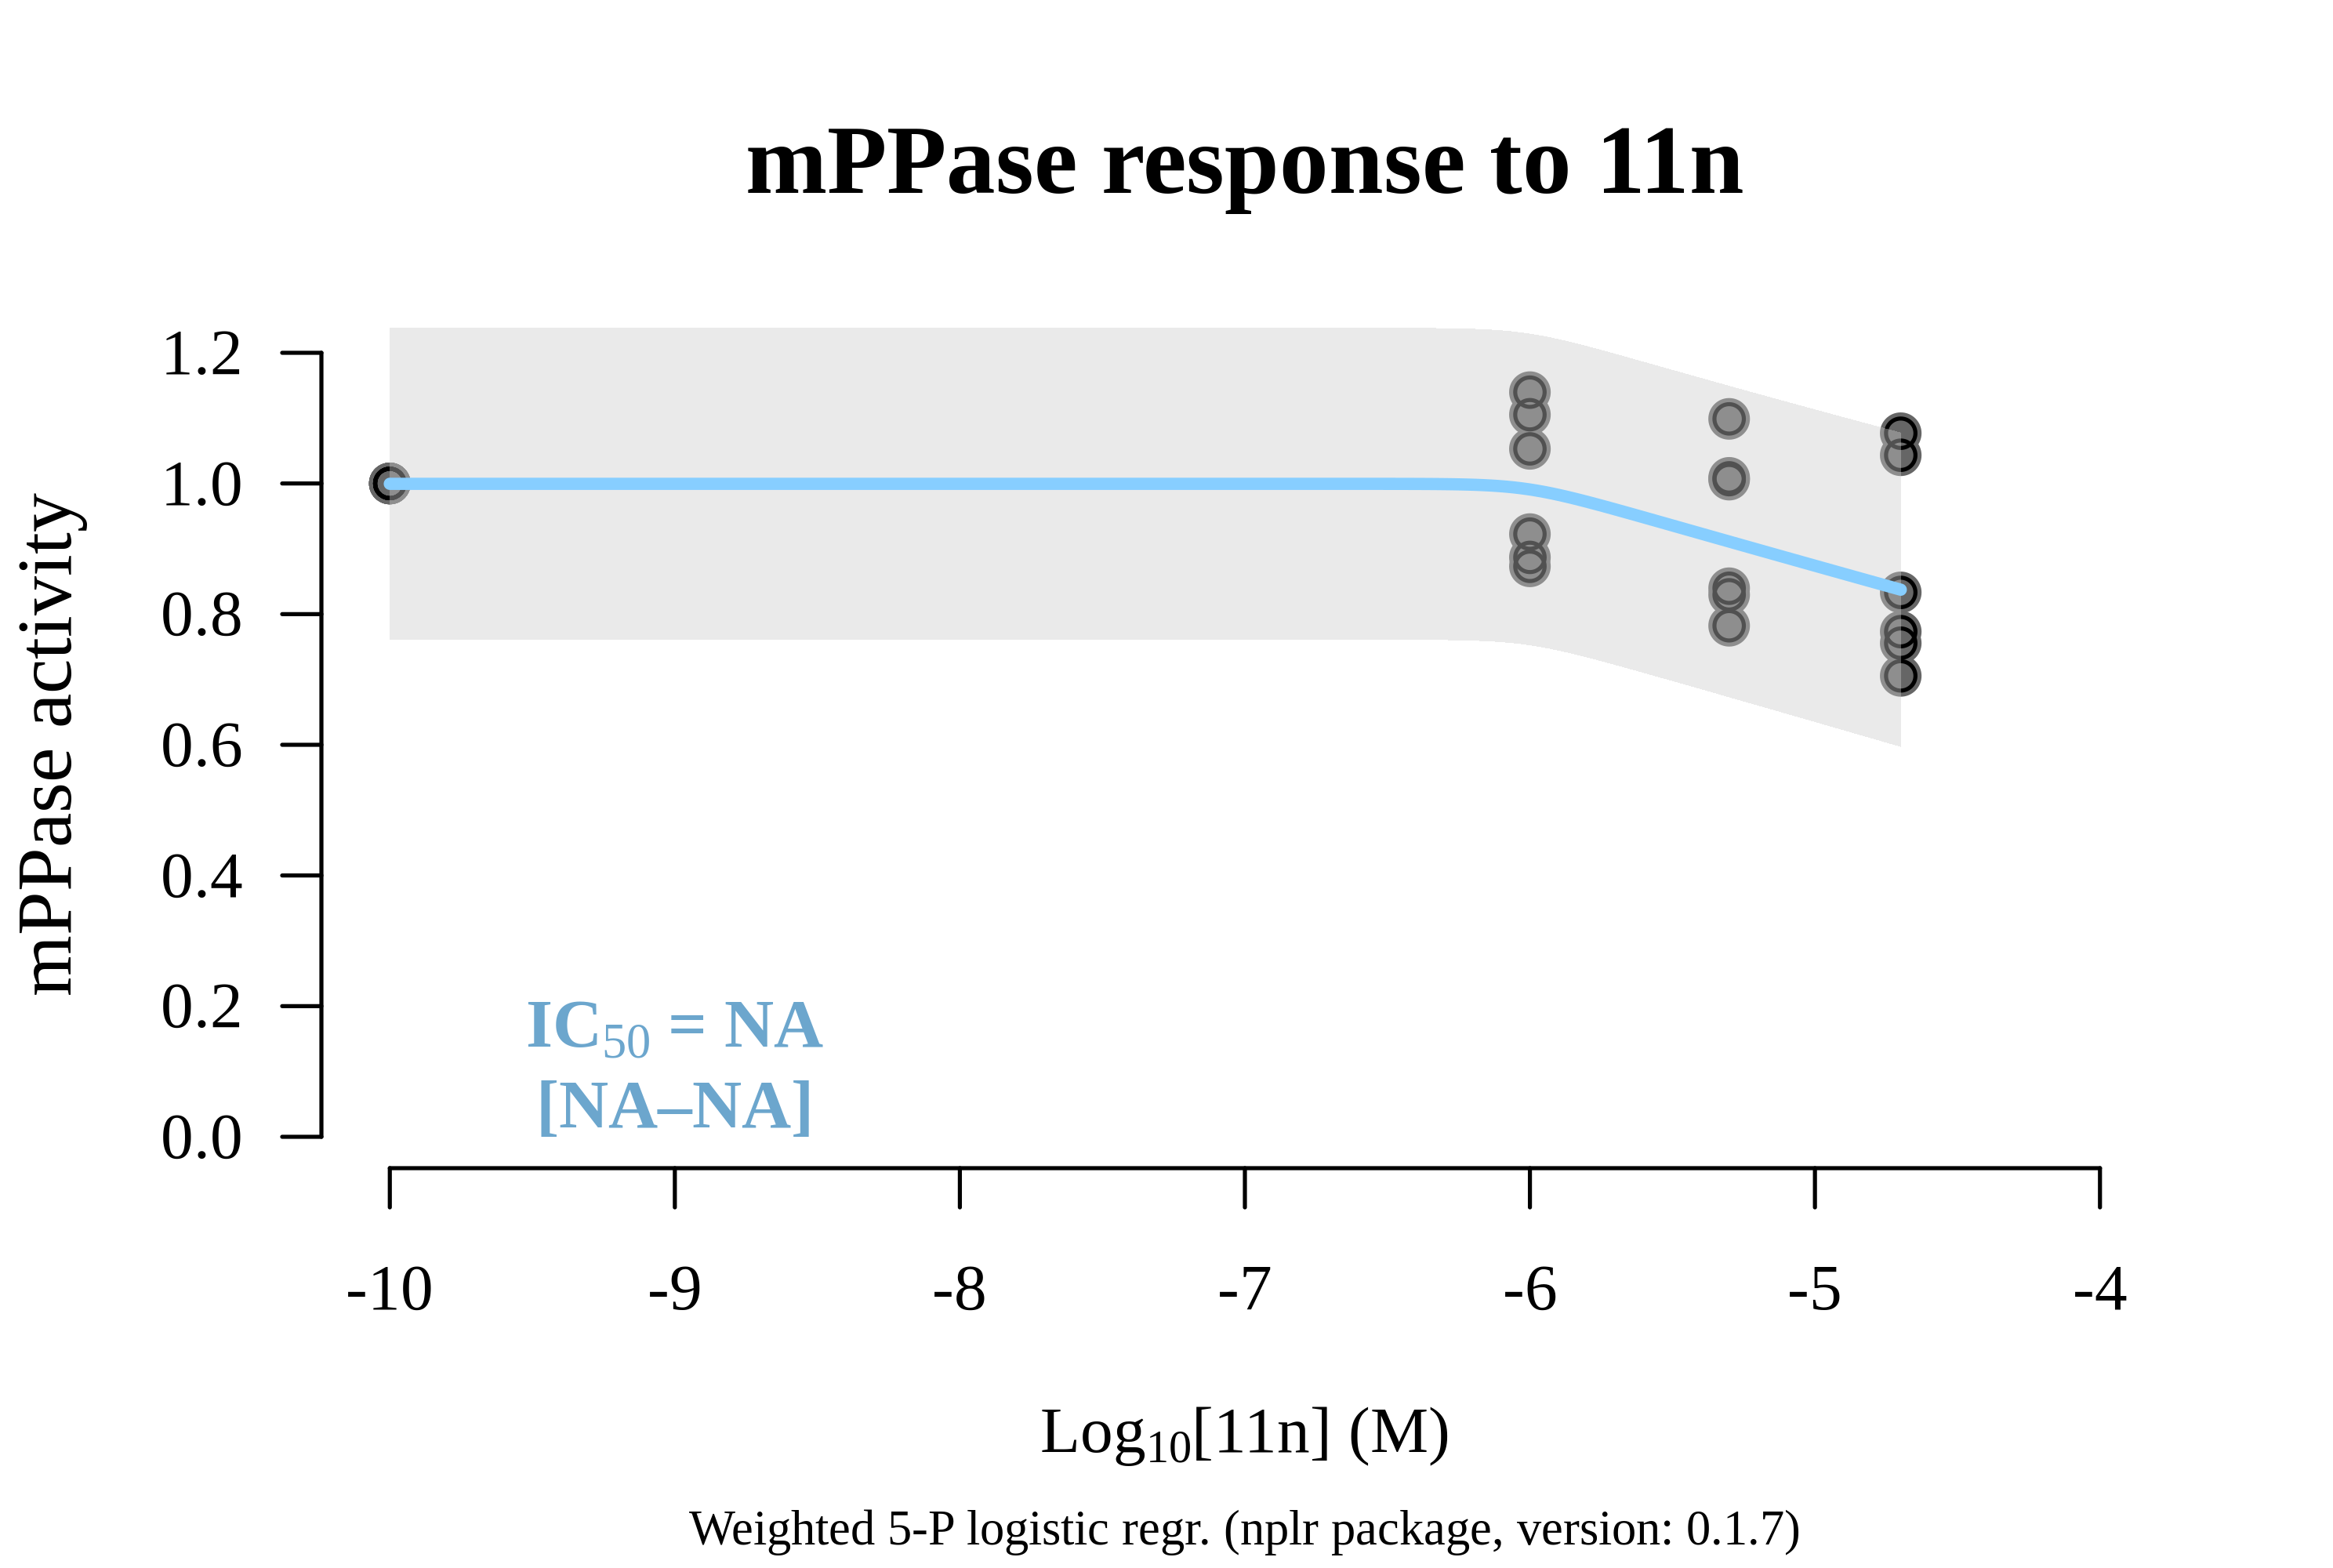 mPPase response to 11n
mPPase activity
1.2
1.0
0.8
0.6
0.4
0.2
0.0
IC50 = NA
[NA–NA]
-10 -9 -8 -7 -6 -5 -4
Log10[11n] (M)
Weighted 5-P logistic regr. (nplr package, version: 0.1.7)